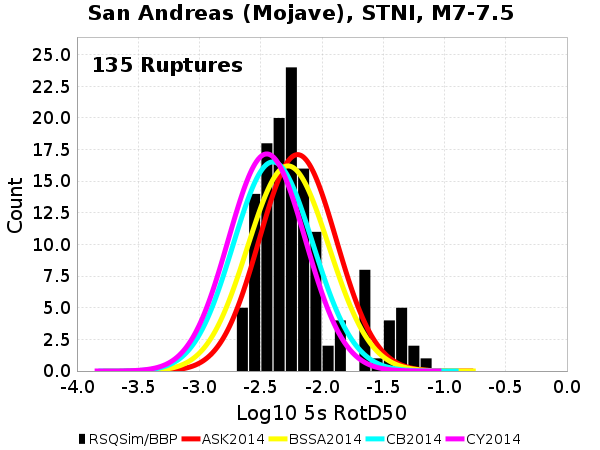 San Andreas (Mojave), STNI, M7-7.5
135 Ruptures
Count
25.0
22.5
20.0
17.5
15.0
12.5
10.0
7.5
5.0
2.5
0.0
-4.0 -3.5 -3.0 -2.5 -2.0 -1.5 -1.0 -0.5 0.0
Log10 5s RotD50
RSQSim/BBP ASK2014 BSSA2014 CB2014 CY2014